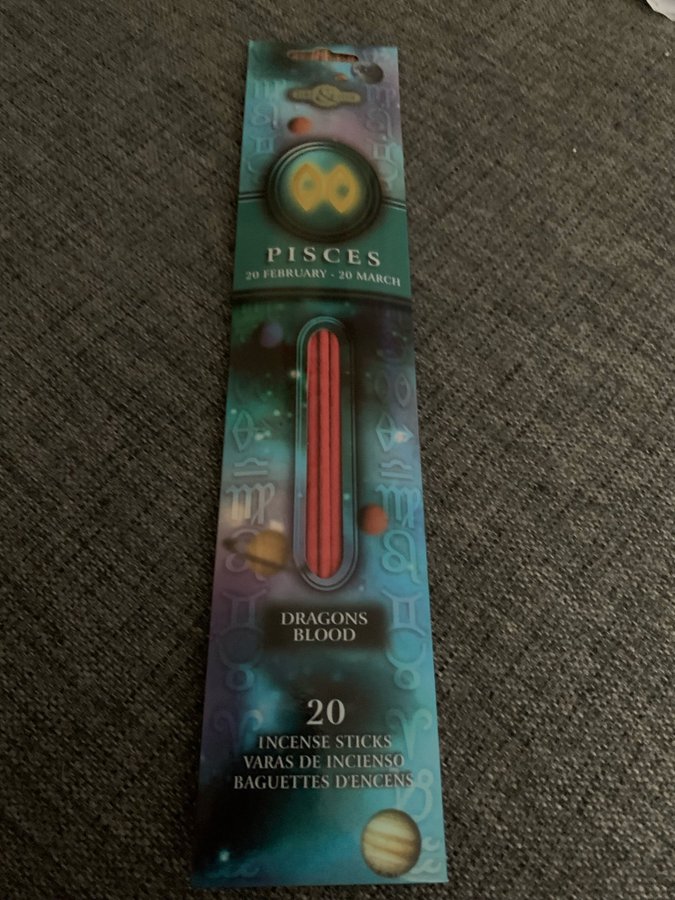 PISCES
20 FEBRUARY - 20 MARCH
DRAGONS
BLOOD
20
INCENSE STICKS
VARAS DE INCIENSO
BAGUETTES D'ENCENS